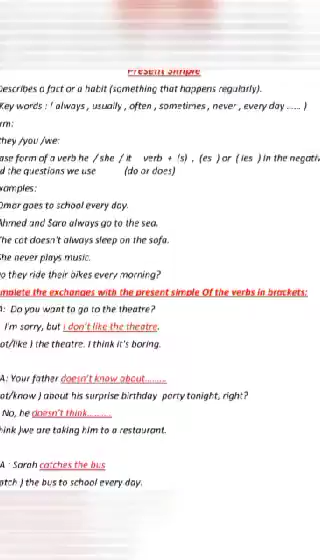 Present Simple
Describes a fact or a habit (something that happens regularly).
Key words : ( always , usually , often , sometimes , never , every day ...... )
rm:
they /you /we:
ase form of a verb he / she / it verb + (s) , (es ) or ( ies ) In the negativ
d the questions we use (do or does)
xamples:
Omar goes to school every day.
Ahmed and Sara always go to the sea.
The cat doesn't always sleep on the sofa.
She never plays music.
o they ride their bikes every morning?
mplete the exchanges with the present simple Of the verbs in brackets:
A: Do you want to go to the theatre?
I'm sorry, but I don't like the theatre.
ot/like ) the theatre. I think it's boring.
A: Your father doesn't know about........
ot/know ) about his surprise birthday party tonight, right?
No, he doesn't think.........
hink )we are taking him to a restaurant.
A : Sarah catches the bus
atch ) the bus to school every day.